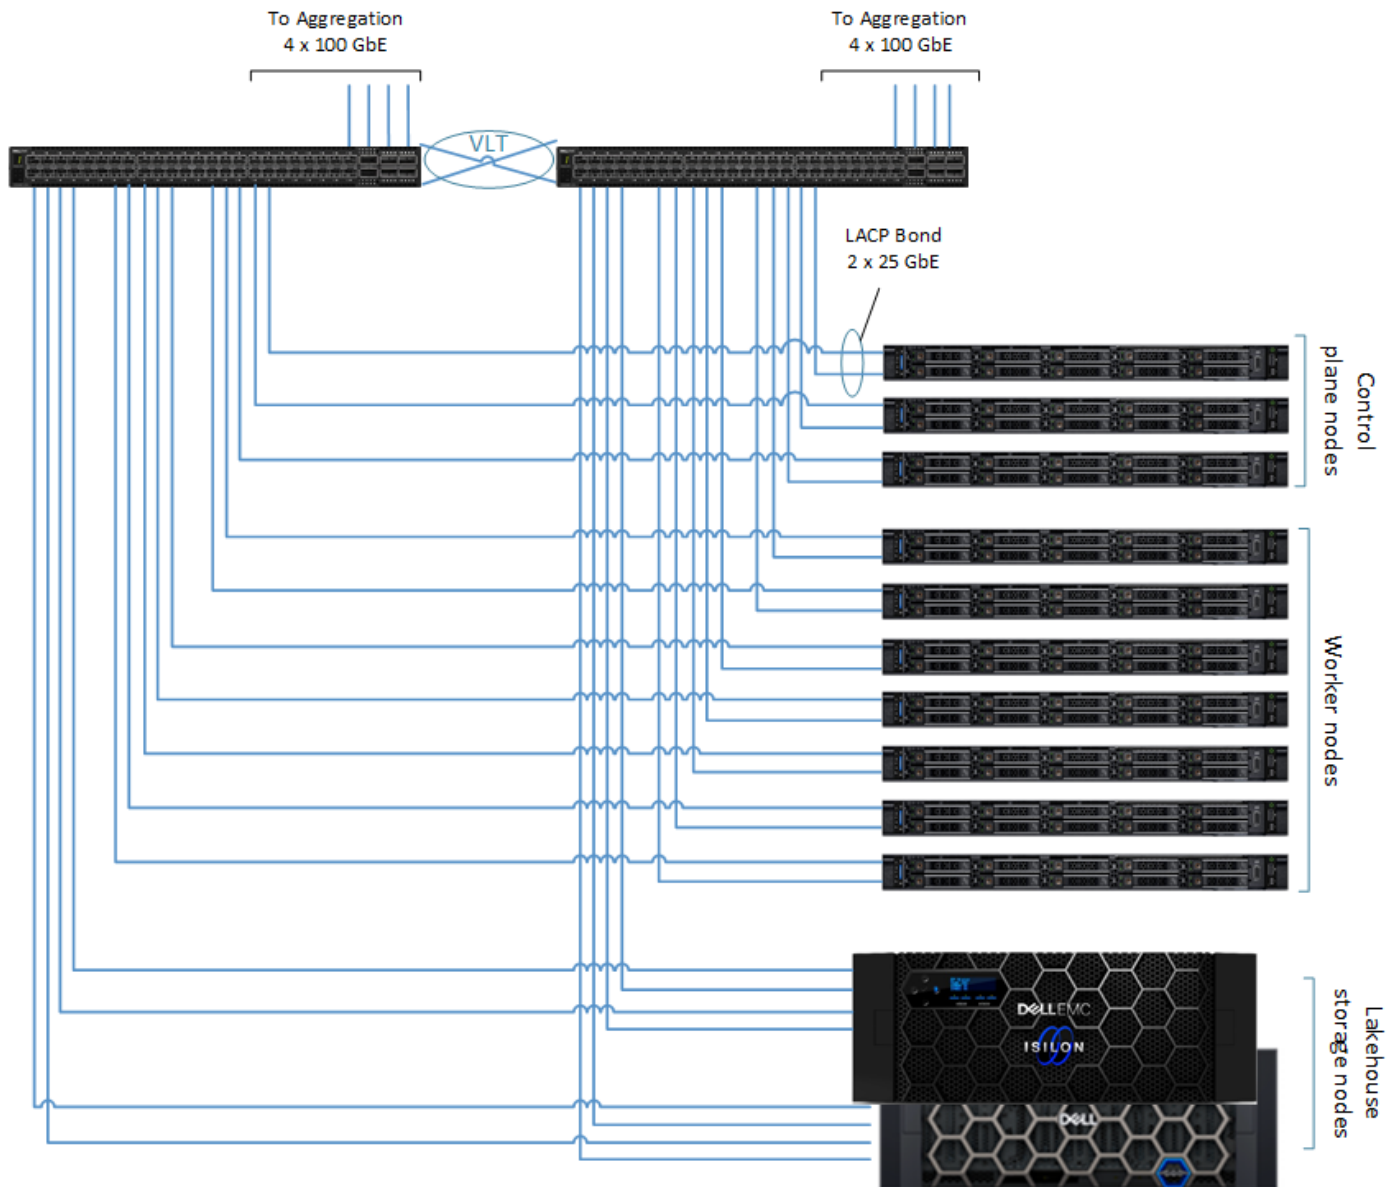 To Aggregation
4 x 100 GbE
To Aggregation
4 x 100 GbE
VLT
LACP Bond
2 x 25 GbE
Control
plane nodes
Worker nodes
DELLEMC
ISILON
Lakehouse
storage nodes
DELL